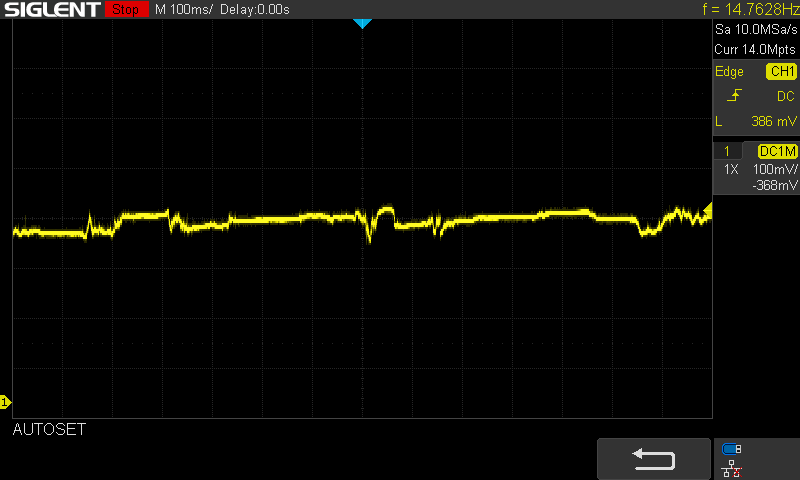 SIGLENT Stop M 100ms/ Delay:0.00s f = 14.7628Hz
Sa 10.0MSa/s
Curr 14.0Mpts
Edge CH1
DC
L 386 mV
1 DC1M
1X 100mV/
-368mV
1
AUTOSET